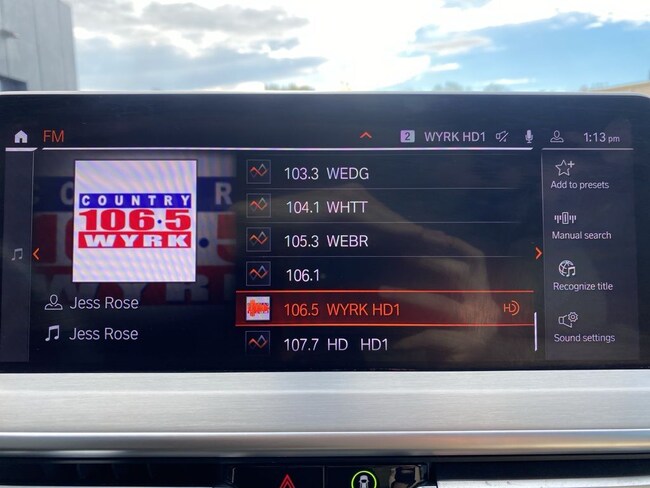 FM
2 WYRK HD1
1:13 pm
COUNTRY
106.5
WYRK
Jess Rose
Jess Rose
103.3 WEDG
104.1 WHTT
105.3 WEBR
106.1
106.5 WYRK HD1
107.7 HD HD1
Add to presets
Manual search
Recognize title
Sound settings